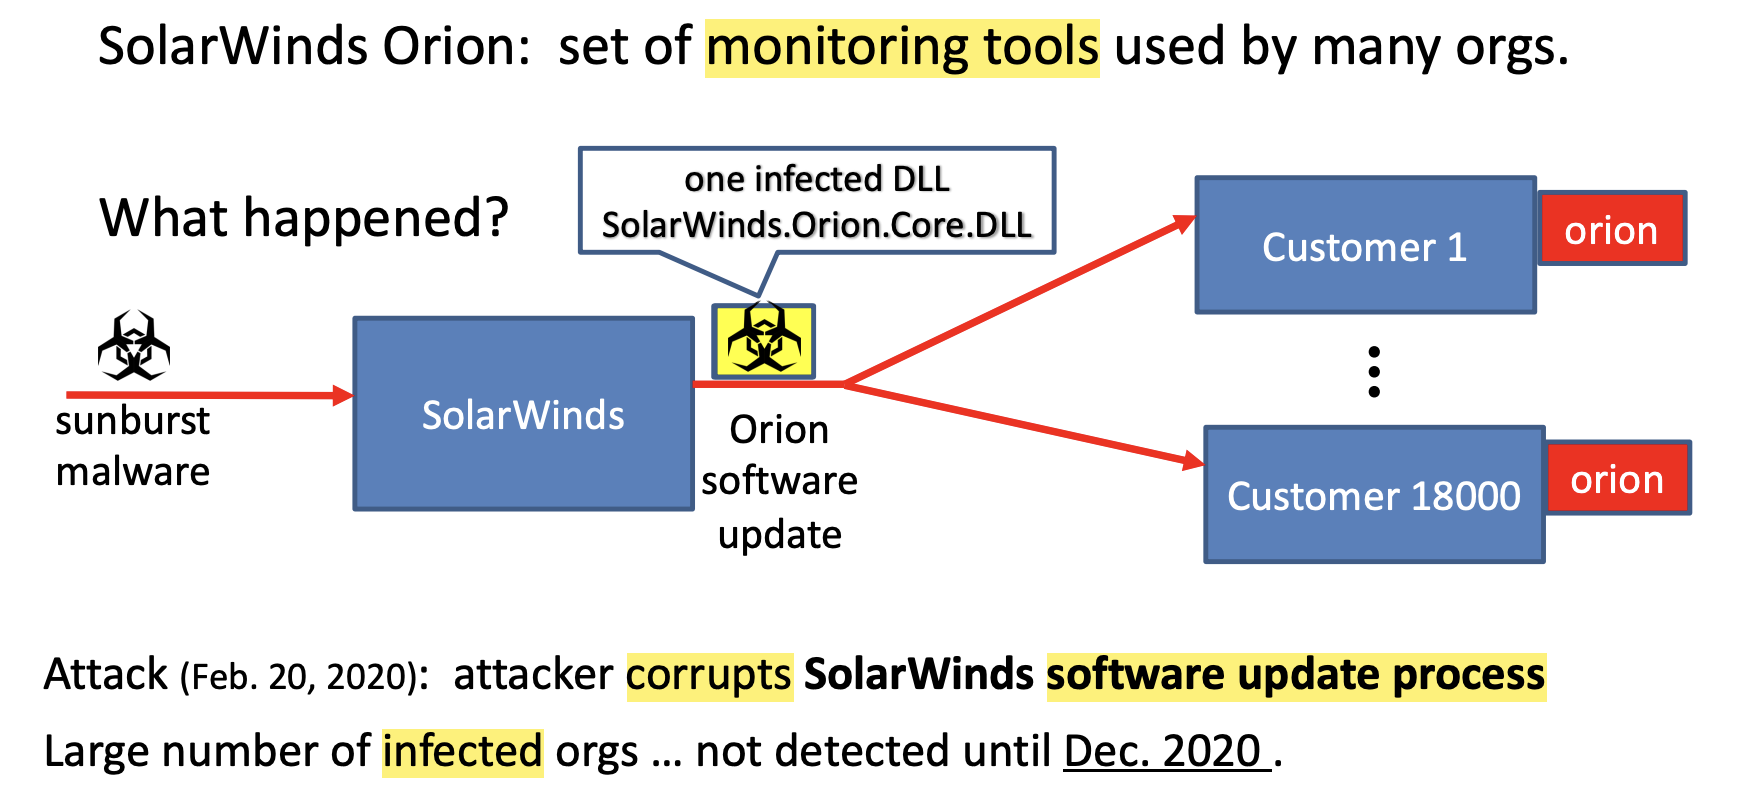 SolarWinds Orion: set of monitoring tools used by many orgs.
What happened?
one infected DLL
SolarWinds.Orion.Core.DLL
sunburst
malware
SolarWinds
Orion
software
update
Customer 1
orion
Customer 18000
orion
Attack (Feb. 20, 2020): attacker corrupts SolarWinds software update process
Large number of infected orgs … not detected until Dec. 2020 .